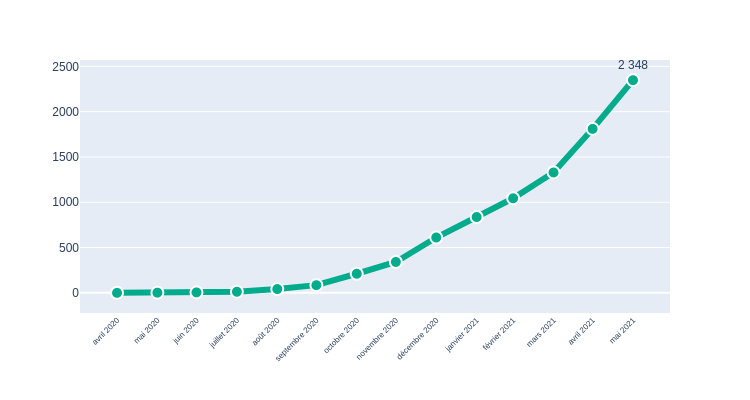 2 348
2500
2000
1500
1000
500
0
avril 2020
mai 2020
juin 2020
juillet 2020
août 2020
septembre 2020
octobre 2020
novembre 2020
décembre 2020
janvier 2021
février 2021
mars 2021
avril 2021
mai 2021